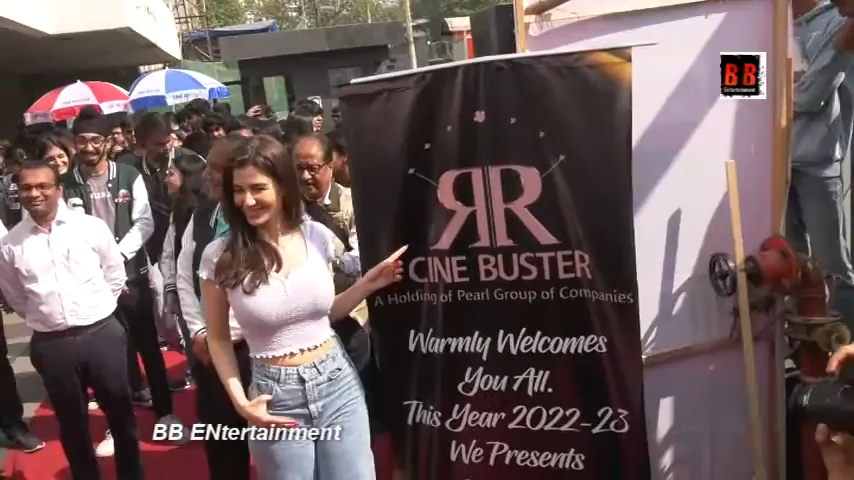 BB
Entertainment
RR
CINE BUSTER
A Holding of Pearl Group of Companies
Warmly Welcomes
You All.
This Year 2022-23
We Presents
BB ENtertainment